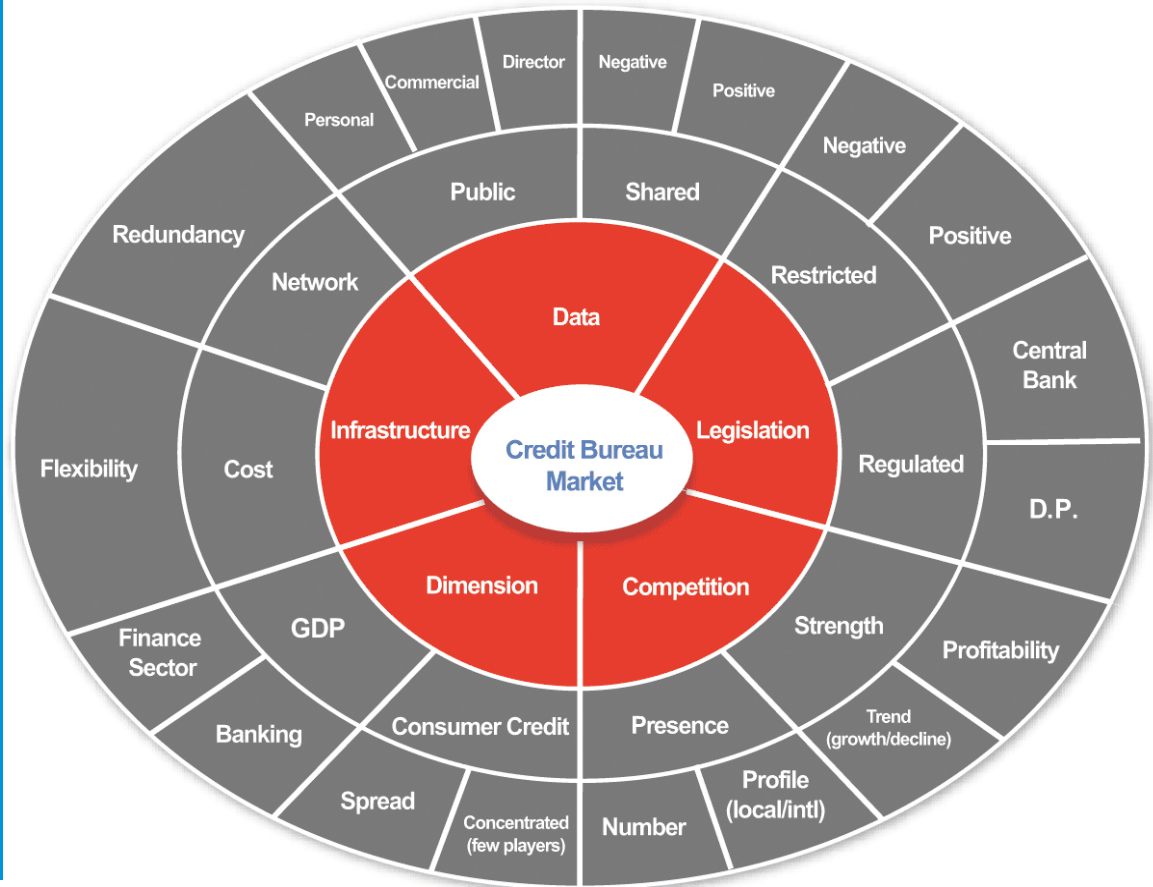 Credit Bureau
Market
Data
Legislation
Competition
Dimension
Infrastructure
Public
Shared
Restricted
Regulated
Strength
Presence
Consumer Credit
GDP
Cost
Network
Personal
Commercial
Director
Negative
Positive
Negative
Positive
Central
Bank
D.P.
Profitability
Trend
(growth/decline)
Profile
(local/intl)
Number
Concentrated
(few players)
Spread
Banking
Finance
Sector
Flexibility
Redundancy